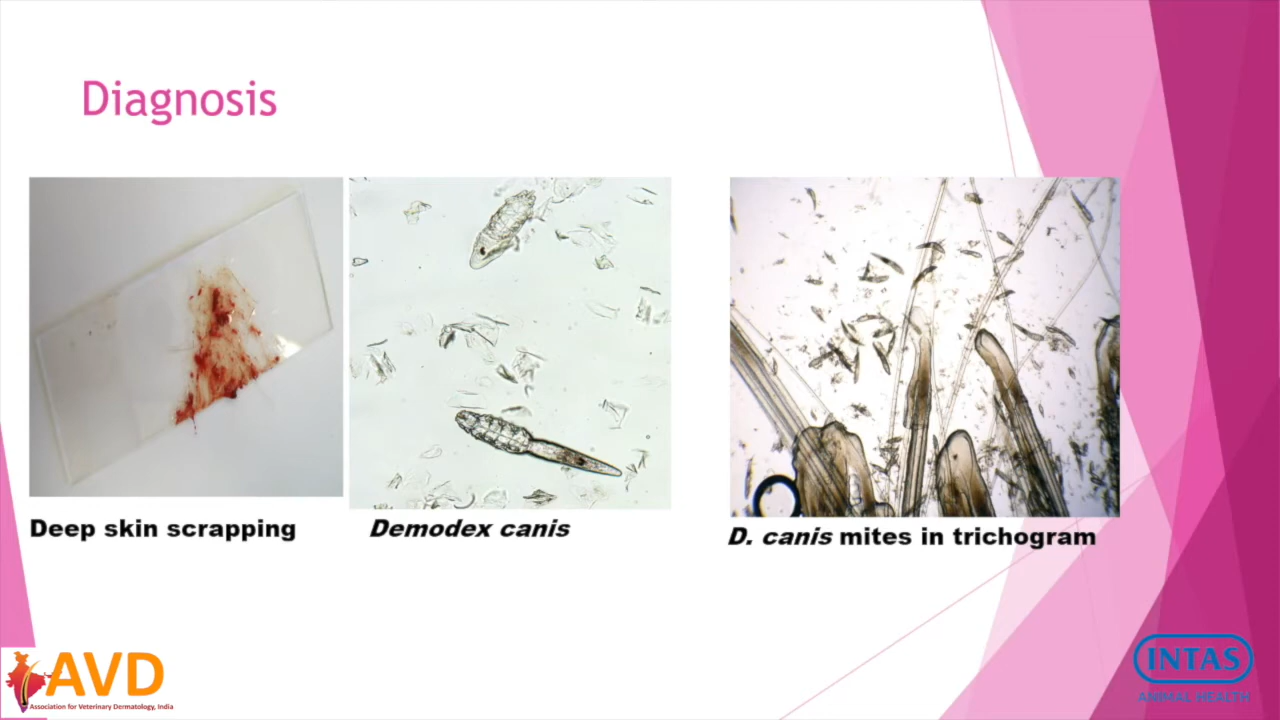 Diagnosis
Deep skin scrapping
Demodex canis
D. canis mites in trichogram
AVD
Association for Veterinary Dermatology, India
INTAS
ANIMAL HEALTH